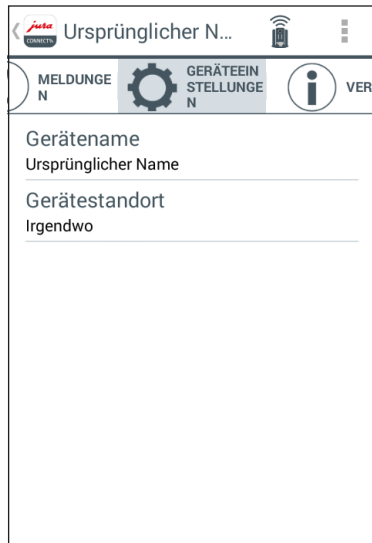 jura
CONNECT
Ursprünglicher N...
MELDUNGE
N
GERÄTEEIN
STELLUNGE
N
VER
Gerätename
Ursprünglicher Name
Gerätestandort
Irgendwo